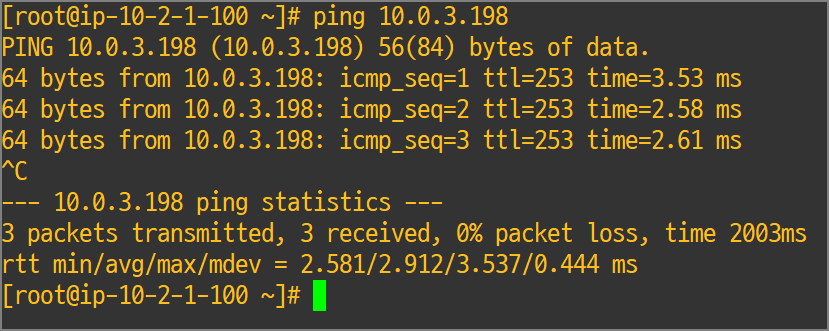 [root@ip-10-2-1-100 ~]# ping 10.0.3.198
PING 10.0.3.198 (10.0.3.198) 56(84) bytes of data.
64 bytes from 10.0.3.198: icmp_seq=1 ttl=253 time=3.53 ms
64 bytes from 10.0.3.198: icmp_seq=2 ttl=253 time=2.58 ms
64 bytes from 10.0.3.198: icmp_seq=3 ttl=253 time=2.61 ms
^C
--- 10.0.3.198 ping statistics ---
3 packets transmitted, 3 received, 0% packet loss, time 2003ms
rtt min/avg/max/mdev = 2.581/2.912/3.537/0.444 ms
[root@ip-10-2-1-100 ~]#